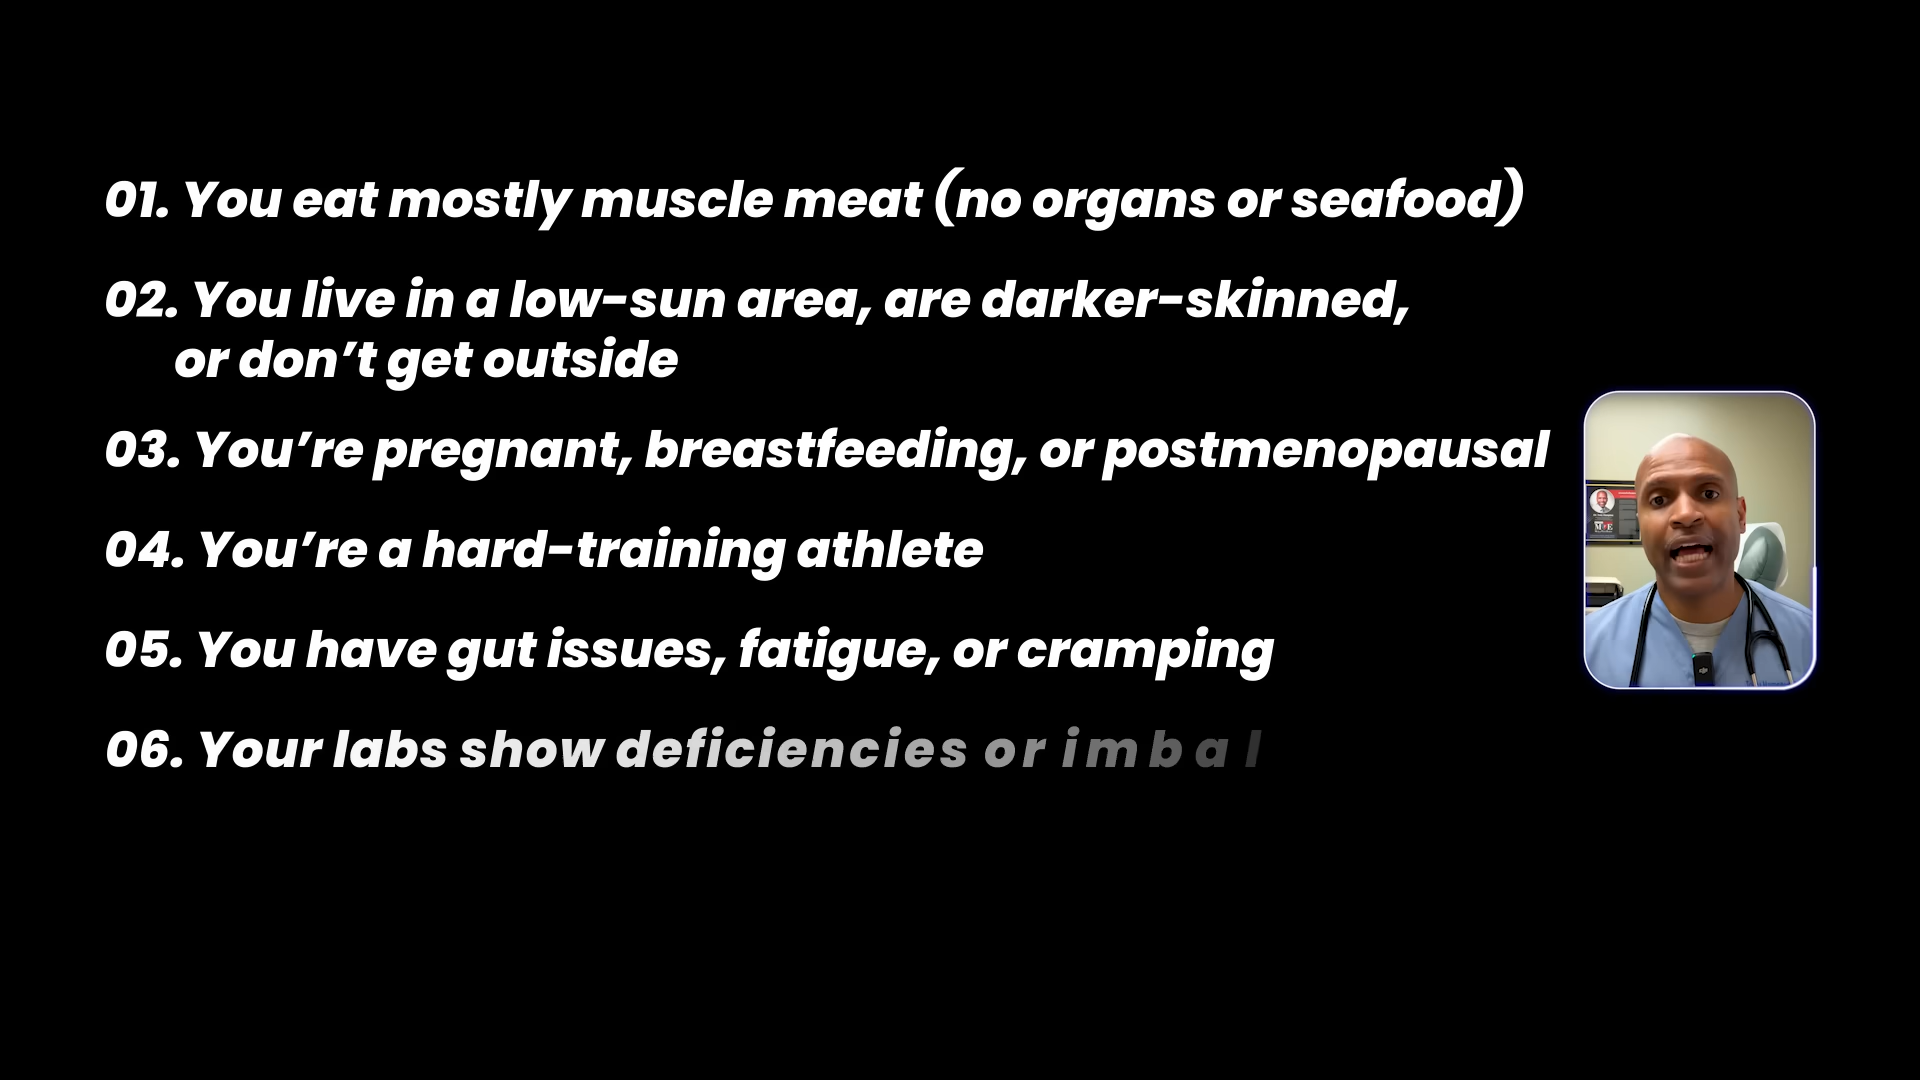 01. You eat mostly muscle meat (no organs or seafood)
02. You live in a low-sun area, are darker-skinned,
or don’t get outside
03. You’re pregnant, breastfeeding, or postmenopausal
04. You’re a hard-training athlete
05. You have gut issues, fatigue, or cramping
06. Your labs show deficiencies or imbal